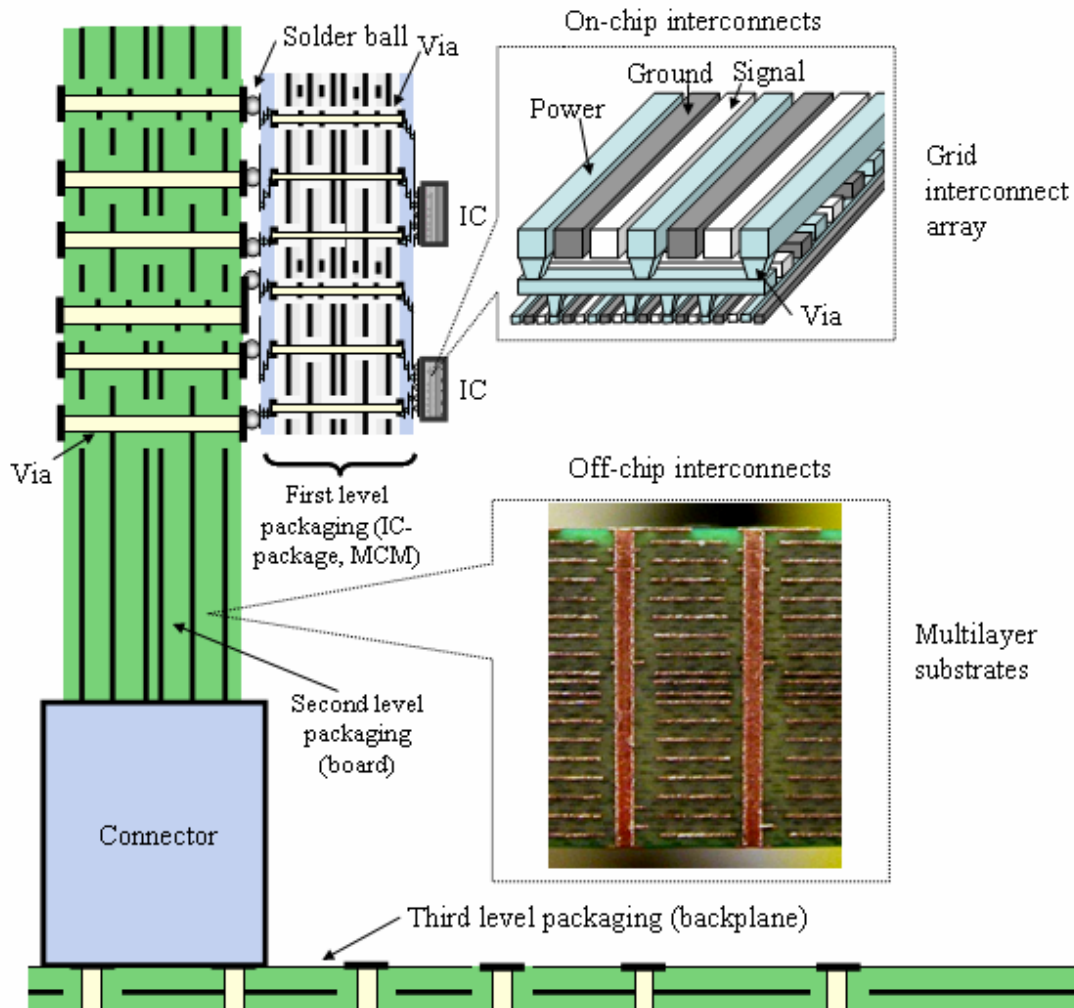 On-chip interconnects
Solder ball
Via
Ground
Signal
Power
Grid
interconnect
array
IC
Via
IC
Via
Off-chip interconnects
First level
packaging (IC-
package, MCM)
Multilayer
substrates
Second level
packaging
(board)
Connector
Third level packaging (backplane)